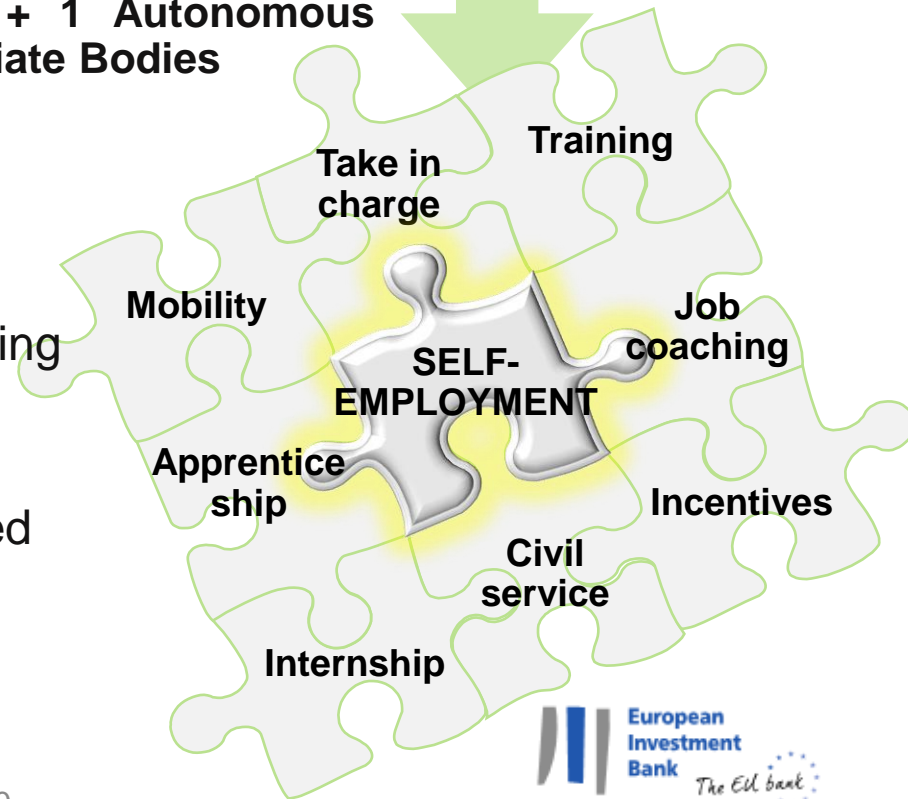 + 1 Autonomous
iate Bodies
Training
Take in
charge
Mobility
Job
coaching
ing
SELF-
EMPLOYMENT
Apprentice
ship
Incentives
ed
Civil
service
Internship
European
Investment
Bank
The EU bank